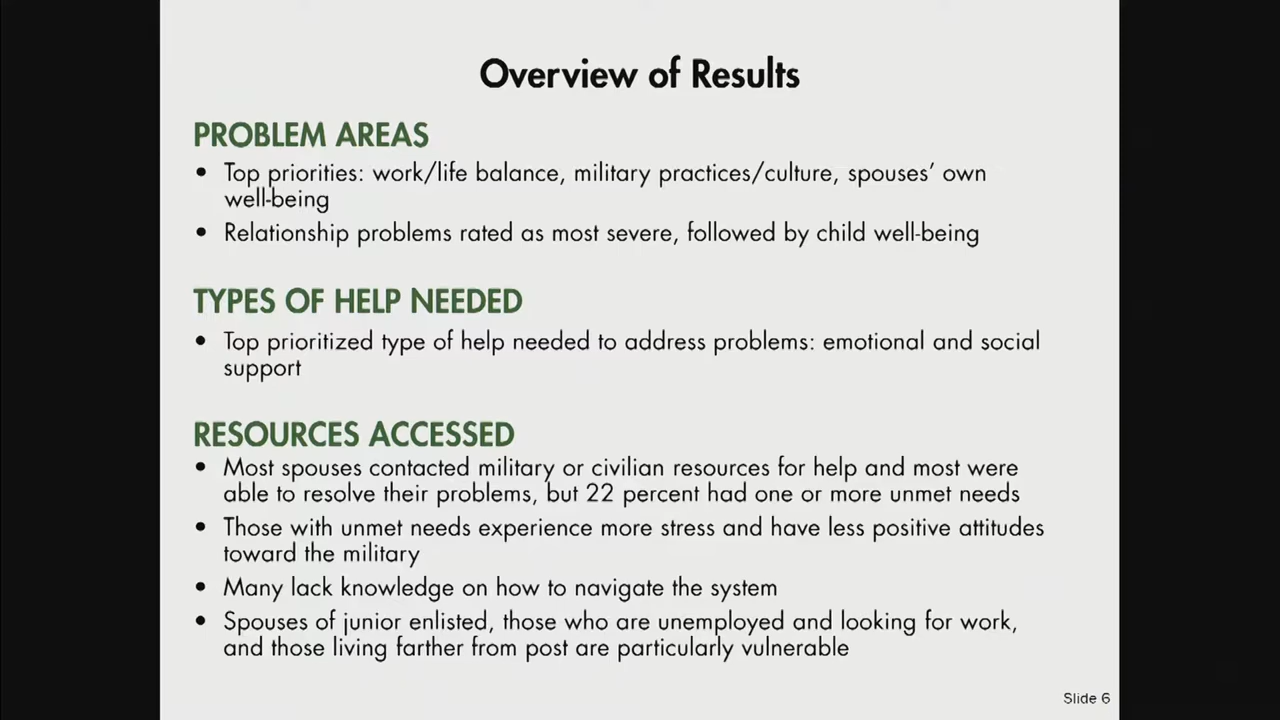 Overview of Results
PROBLEM AREAS
• Top priorities: work/life balance, military practices/culture, spouses’ own
well-being
• Relationship problems rated as most severe, followed by child well-being
TYPES OF HELP NEEDED
• Top prioritized type of help needed to address problems: emotional and social
support
RESOURCES ACCESSED
• Most spouses contacted military or civilian resources for help and most were
able to resolve their problems, but 22 percent had one or more unmet needs
• Those with unmet needs experience more stress and have less positive attitudes
toward the military
• Many lack knowledge on how to navigate the system
• Spouses of junior enlisted, those who are unemployed and looking for work,
and those living farther from post are particularly vulnerable
Slide 6